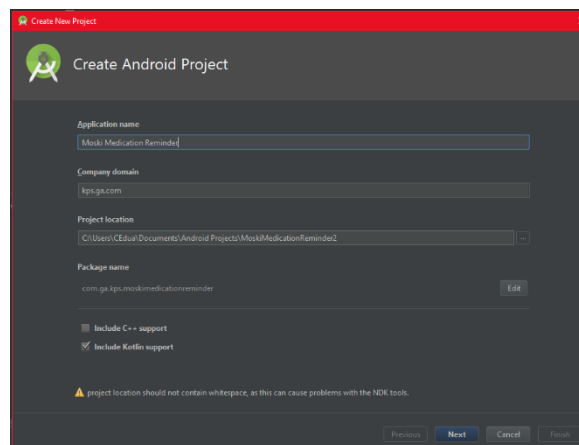 Create New Project
Create Android Project
Application name
Moski Medication Reminder
Company domain
kps.ga.com
Project location
C:\Users\CEdua\Documents\Android Projects\MoskiMedicationReminder2
...
Package name
com.ga.kps.moskimedicationreminder
Edit
Include C++ support
Include Kotlin support
project location should not contain whitespace, as this can cause problems with the NDK tools.
Previous Next Cancel Finish